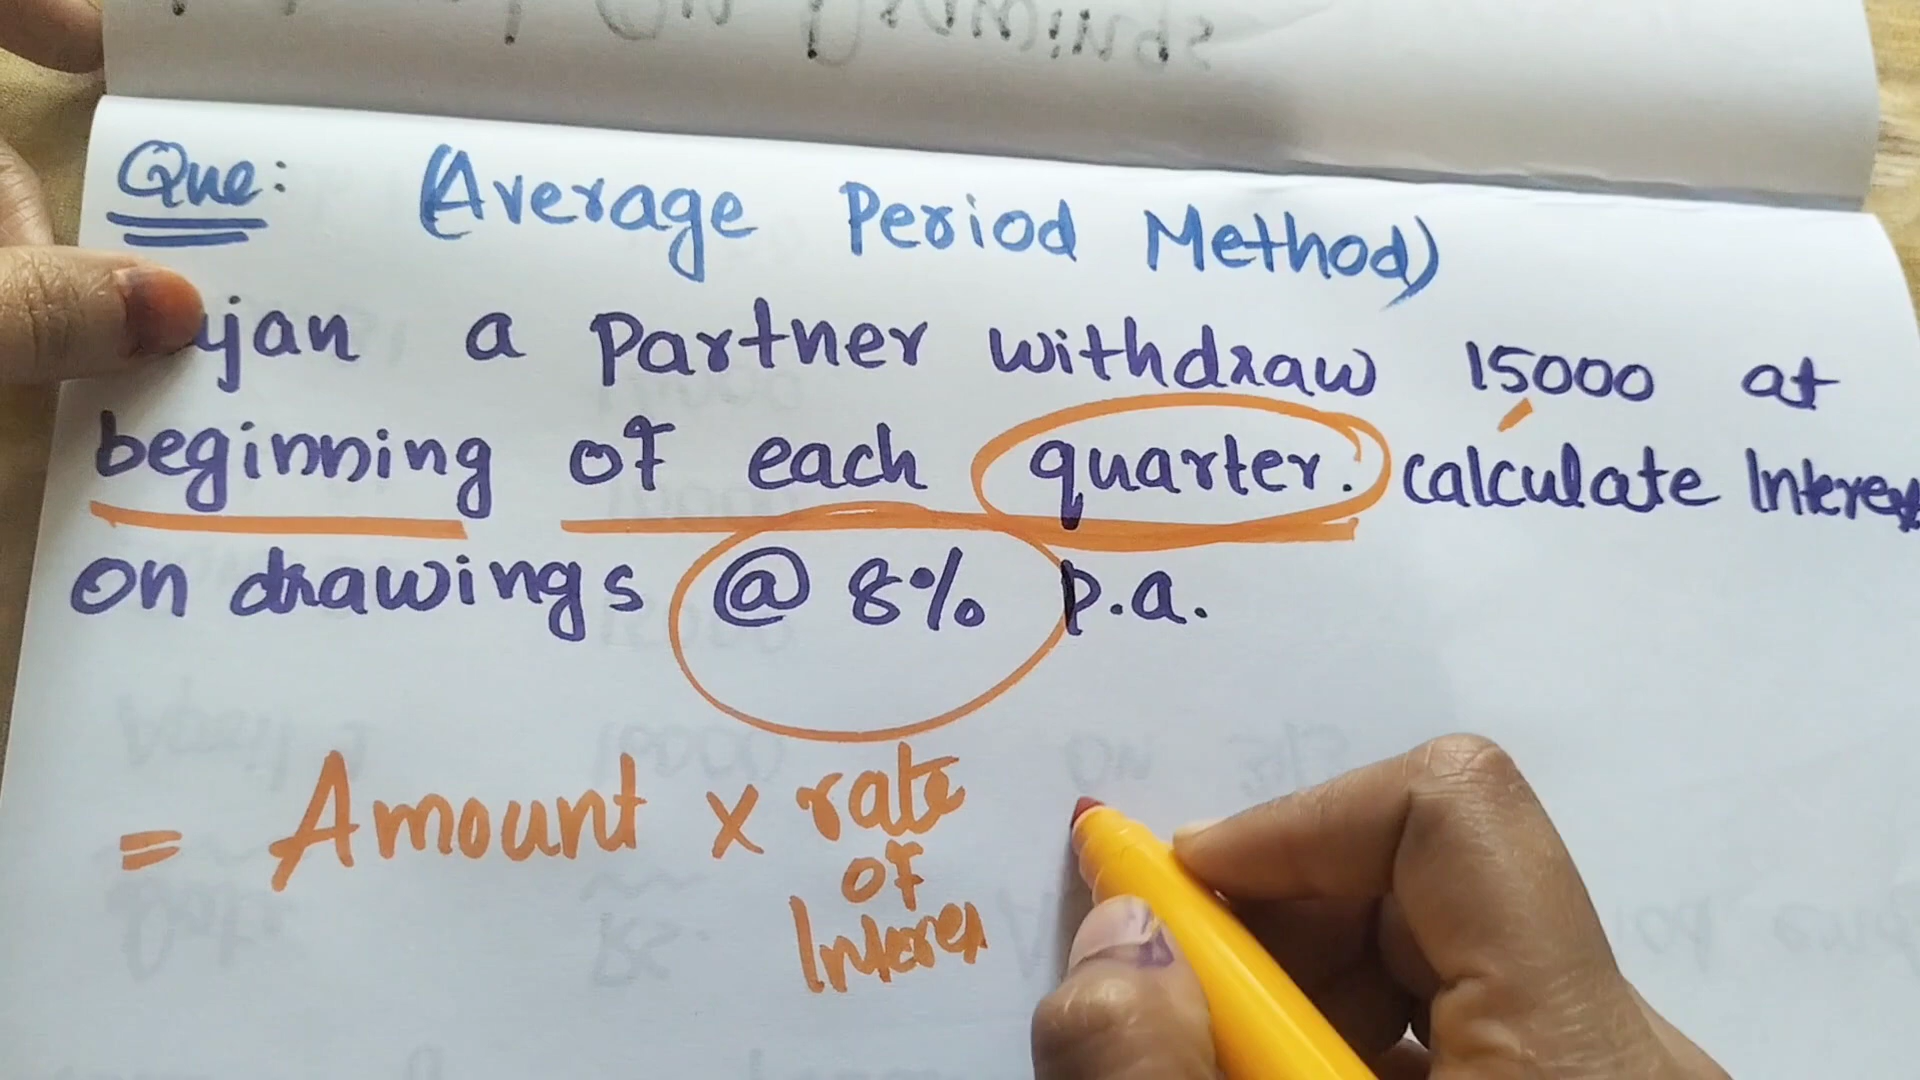 Que: (Average Period Method)
jan a Partner withdraw 15000 at
beginning of each quarter. calculate Interes
on drawings @ 8% p.a.
= Amount x rate
of
Interes